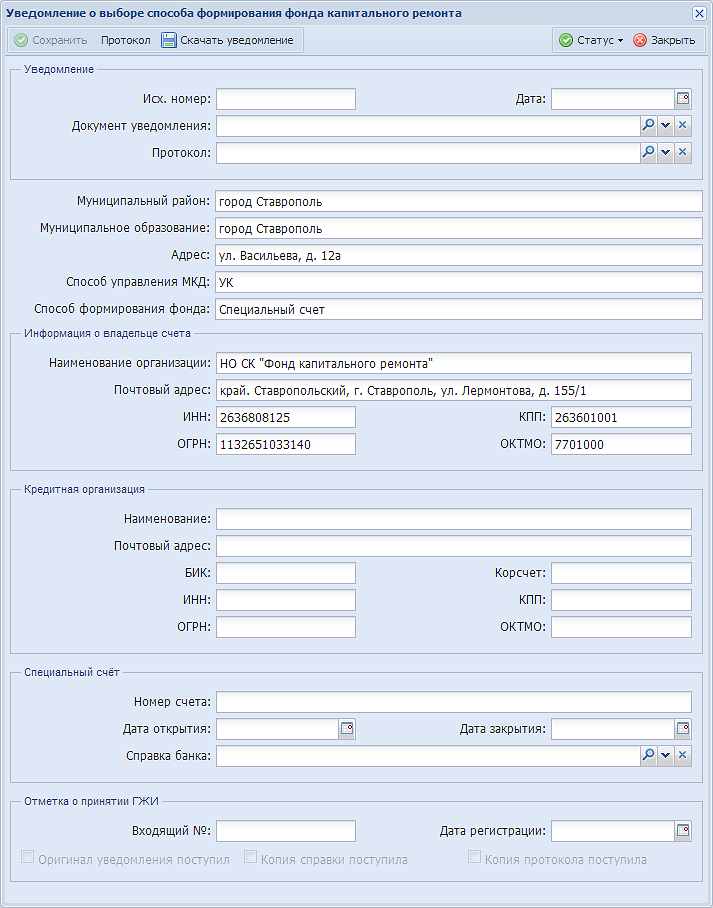 Уведомление о выборе способа формирования фонда капитального ремонта
Сохранить Протокол Скачать уведомление Статус Закрыть
Уведомление
Исх. номер: Дата:
Документ уведомления:
Протокол:
Муниципальный район: город Ставрополь
Муниципальное образование: город Ставрополь
Адрес: ул. Васильева, д. 12а
Способ управления МКД: УК
Способ формирования фонда: Специальный счет
Информация о владельце счета
Наименование организации: НО СК "Фонд капитального ремонта"
Почтовый адрес: край. Ставропольский, г. Ставрополь, ул. Лермонтова, д. 155/1
ИНН: 2636808125 КПП: 263601001
ОГРН: 1132651033140 ОКТМО: 7701000
Кредитная организация
Наименование:
Почтовый адрес:
БИК: Корсчет:
ИНН: КПП:
ОГРН: ОКТМО:
Специальный счёт
Номер счета:
Дата открытия: Дата закрытия:
Справка банка:
Отметка о принятии ГЖИ
Входящий №: Дата регистрации:
Оригинал уведомления поступил Копия справки поступила Копия протокола поступила